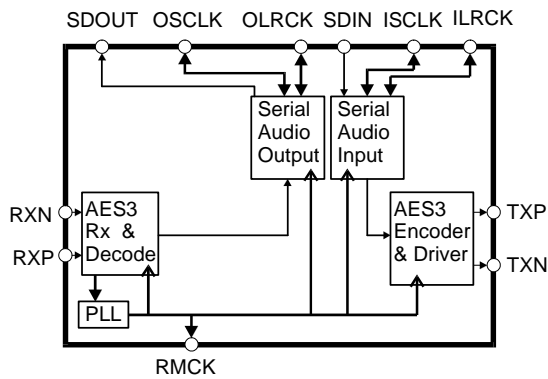 SDOUT OSCLK OLRCK SDIN ISCLK ILRCK
Serial
Audio
Output
Serial
Audio
Input
RXN
RXP
AES3
Rx &
Decode
AES3
Encoder
& Driver
TXP
TXN
PLL
RMCK